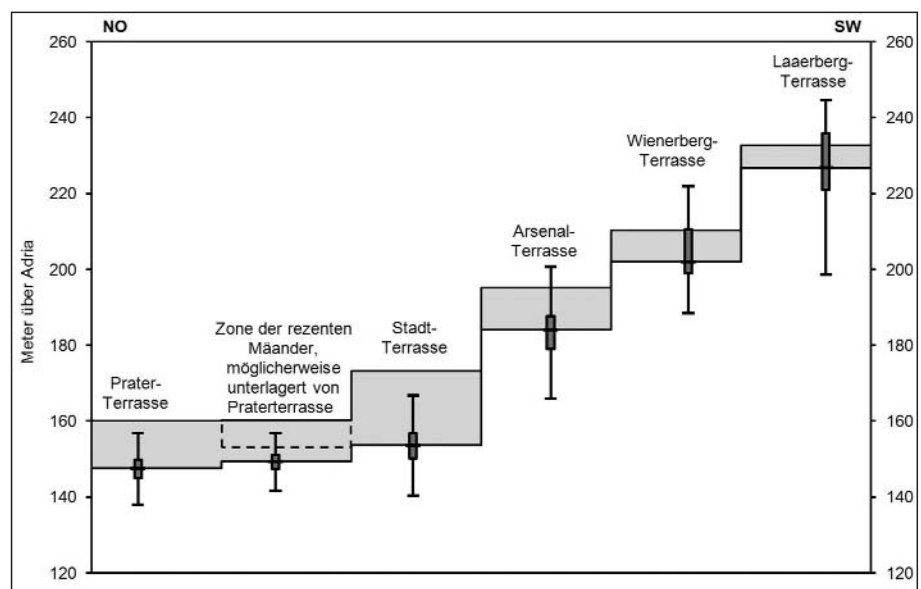 NO
SW
260
240
220
200
180
160
140
120
Meter über Adria
260
240
220
200
180
160
140
120
Prater-
Terrasse
Zone der rezenten
Mäander,
möglicherweise
unterlagert von
Praterterrasse
Stadt-
Terrasse
Arsenal-
Terrasse
Wienerberg-
Terrasse
Laaerberg-
Terrasse